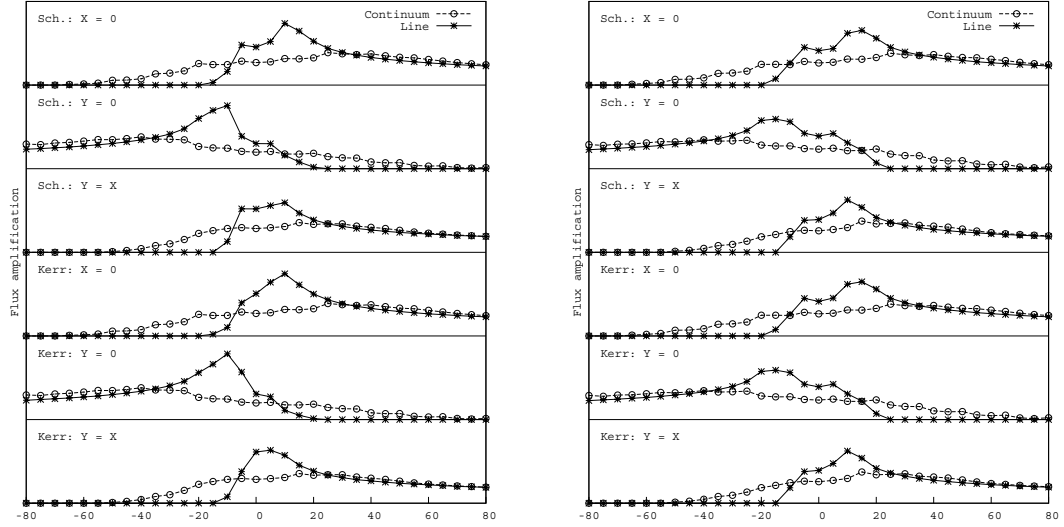 Sch.: X = 0
Continuum
Line
Sch.: Y = 0
Sch.: Y = X
Kerr: X = 0
Kerr: Y = 0
Kerr: Y = X
Flux amplification
-80 -60 -40 -20 0 20 40 60 80
Sch.: X = 0
Continuum
Line
Sch.: Y = 0
Sch.: Y = X
Kerr: X = 0
Kerr: Y = 0
Kerr: Y = X
Flux amplification
-80 -60 -40 -20 0 20 40 60 80